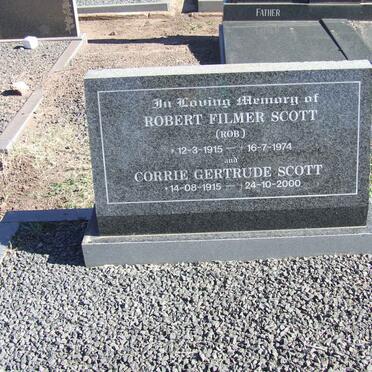 FATHER
In Loving Memory of
ROBERT FILMER SCOTT
(ROB)
*12-3-1915 – †16-7-1974
and
CORRIE GERTRUDE SCOTT
*14-08-1915 – †24-10-2000